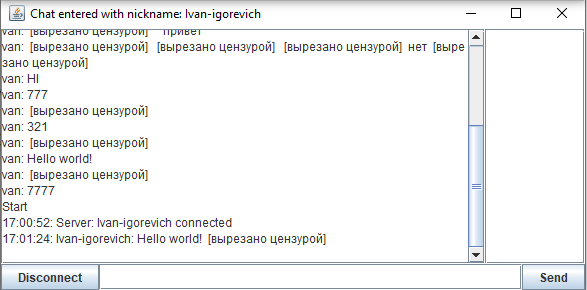 Chat entered with nickname: Ivan-igorevich
van: [вырезано цензурой] привет
van: [вырезано цензурой] [вырезано цензурой] [вырезано цензурой] нет [выре
зано цензурой]
van: HI
van: 777
van: [вырезано цензурой]
van: 321
van: [вырезано цензурой]
van: Hello world!
van: [вырезано цензурой]
van: 7777
Start
17:00:52: Server: Ivan-igorevich connected
17:01:24: Ivan-igorevich: Hello world! [вырезано цензурой]
Disconnect
Send